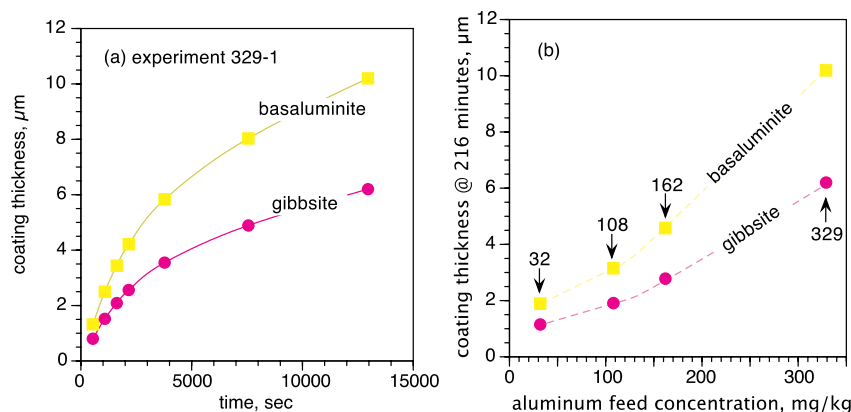 (a) experiment 329-1
basaluminite
gibbsite
coating thickness, µm
12
10
8
6
4
2
0
0
5000
10000
15000
time, sec
(b)
basaluminite
gibbsite
32
108
162
329
coating thickness @ 216 minutes, µm
12
10
8
6
4
2
0
0
100
200
300
aluminum feed concentration, mg/kg